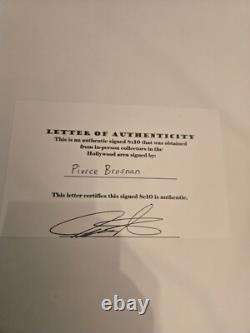 LETTER OF AUTHENTICITY
This is an authentic signed 8x10 that was obtained
from in-person collectors in the
Hollywood area signed by:
Pierce Brosnan
This letter certifies this signed 8x10 is authentic.
ebay